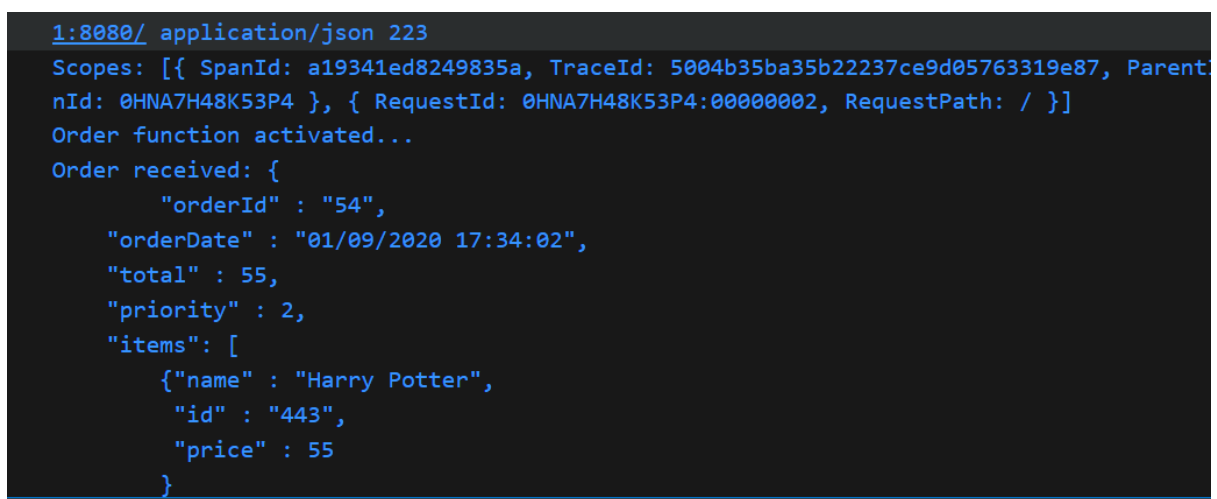 1:8080/ application/json 223
Scopes: [{ SpanId: a19341ed8249835a, TraceId: 5004b35ba35b22237ce9d05763319e87, Parent
nId: 0HNA7H48K53P4 }, { RequestId: 0HNA7H48K53P4:00000002, RequestPath: / }]
Order function activated...
Order received: {
"orderId" : "54",
"orderDate" : "01/09/2020 17:34:02",
"total" : 55,
"priority" : 2,
"items": [
{"name" : "Harry Potter",
"id" : "443",
"price" : 55
}